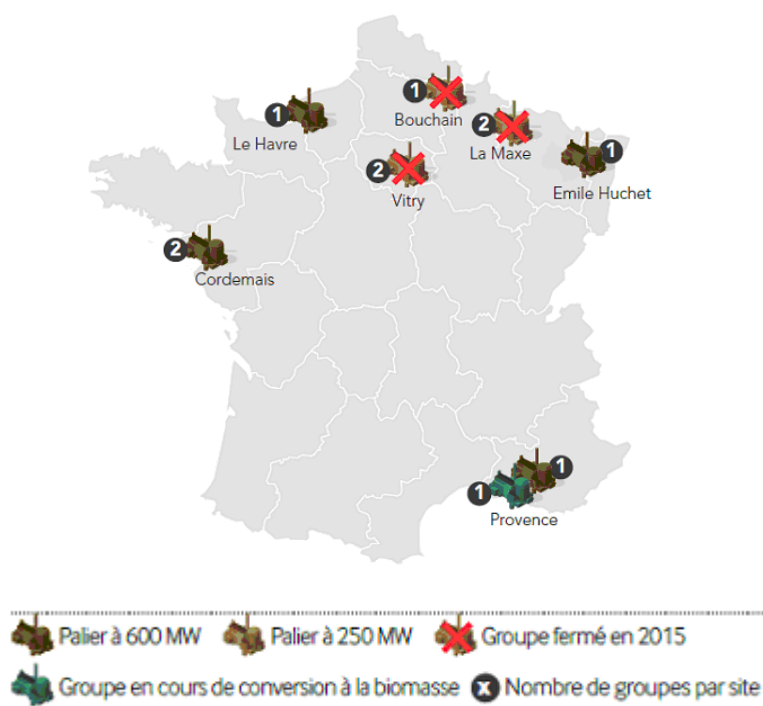 1
Bouchain
1
Le Havre
2
La Maxe
1
Emile Huchet
2
Vitry
2
Cordemais
1
1
Provence
Palier à 600 MW Palier à 250 MW Groupe fermé en 2015
Groupe en cours de conversion à la biomasse x Nombre de groupes par site